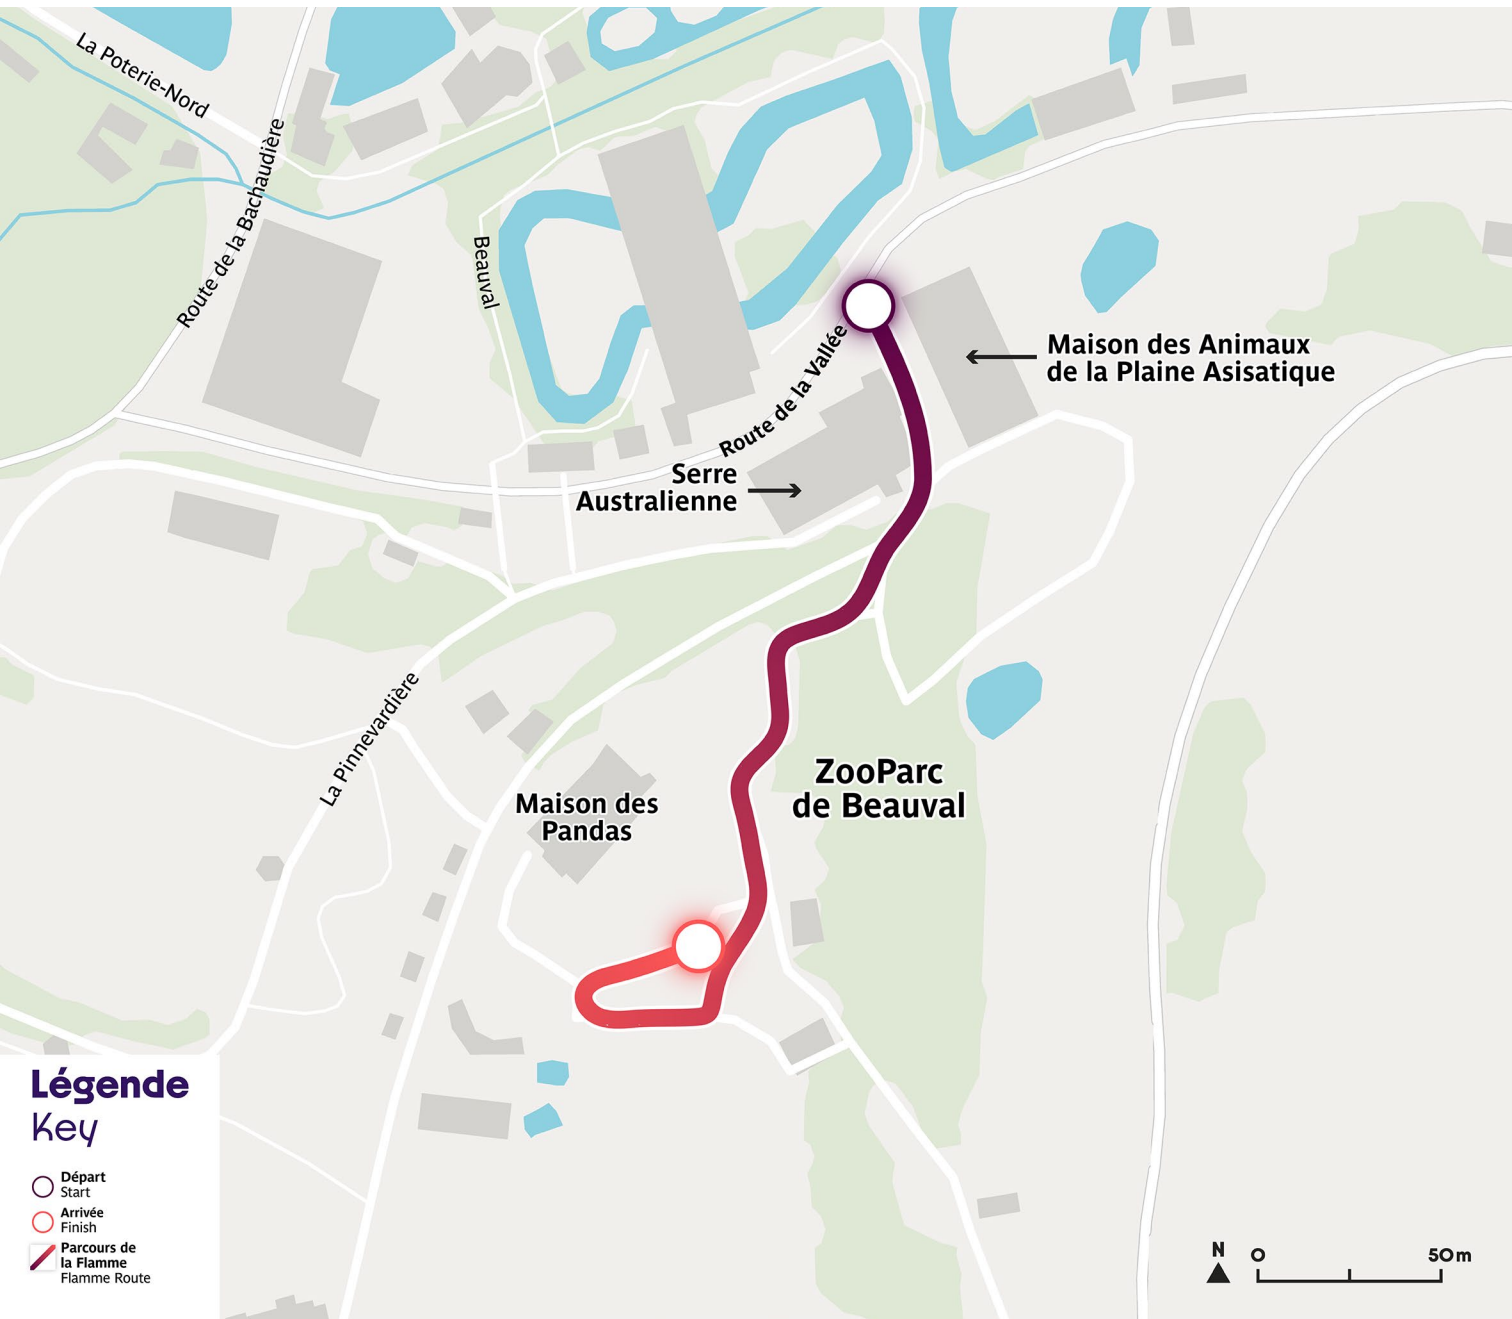 La Poterie-Nord
Route de la Bachaudière
Beauval
Route de la Vallée
Maison des Animaux
de la Plaine Asisatique
Serre
Australienne
La Pinnevardière
ZooParc
de Beauval
Maison des
Pandas
Légende
Key
Départ
Start
Arrivée
Finish
Parcours de
la Flamme
Flamme Route
N
0
50m